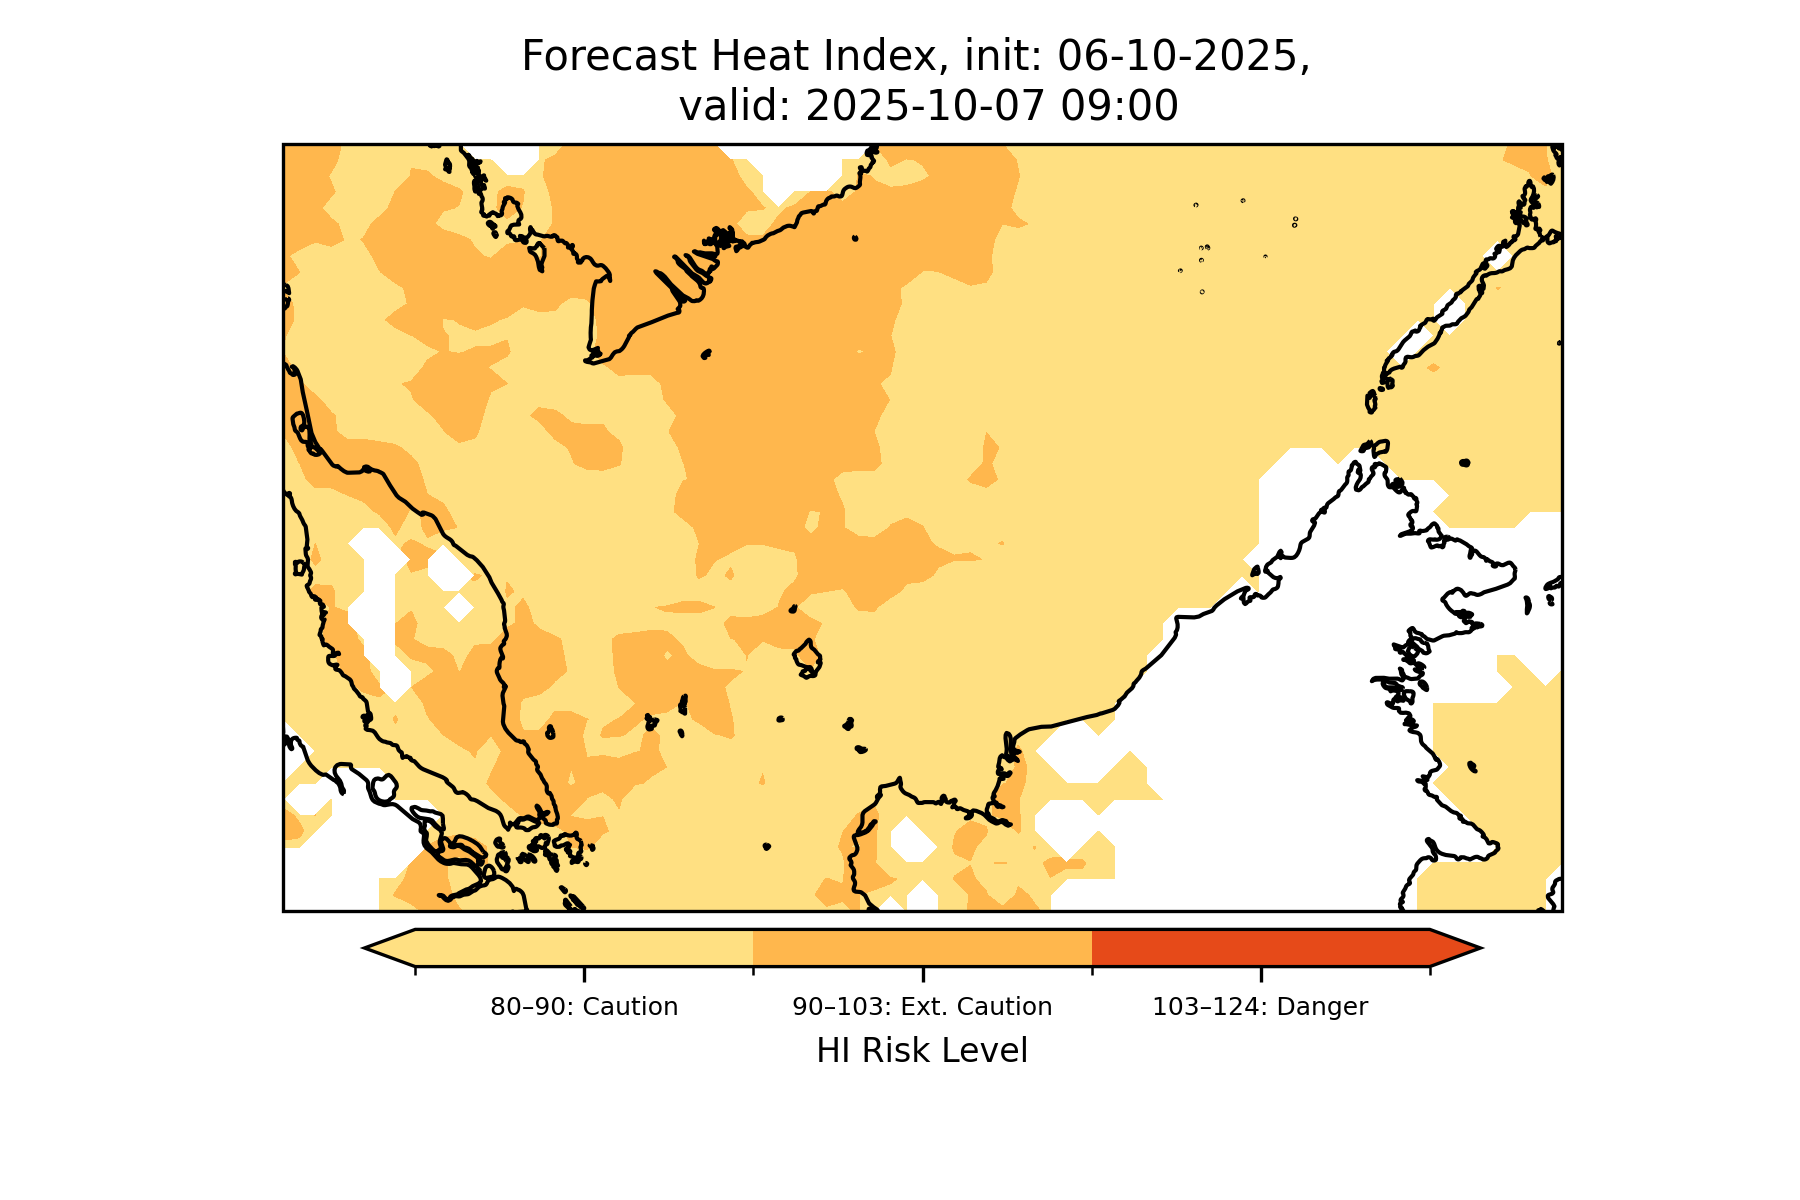 Forecast Heat Index, init: 06-10-2025,
valid: 2025-10-07 09:00
80–90: Caution
90–103: Ext. Caution
103–124: Danger
HI Risk Level